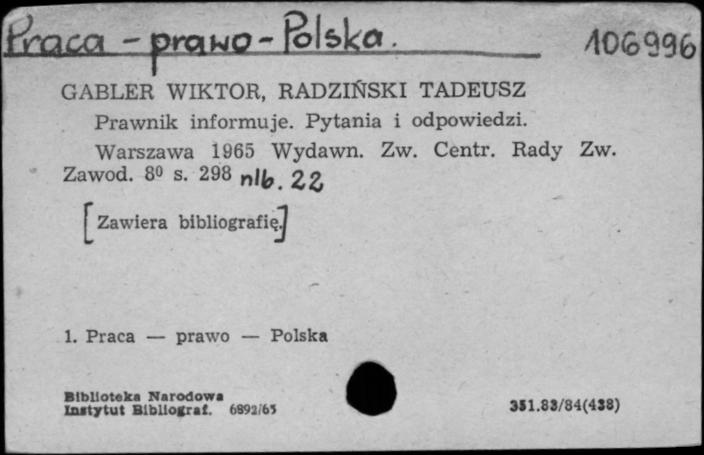 Praca - prawo - Polska.
106996
GABLER WIKTOR, RADZIŃSKI TADEUSZ
Prawnik informuje. Pytania i odpowiedzi.
Warszawa 1965 Wydawn. Zw. Centr. Rady Zw.
Zawod. 8⁰ s. 298 nlb. 22
[Zawiera bibliografię.]
1. Praca — prawo — Polska
Biblioteka Narodowa
Instytut Bibliograf. 6892/65
351.83/84(438)